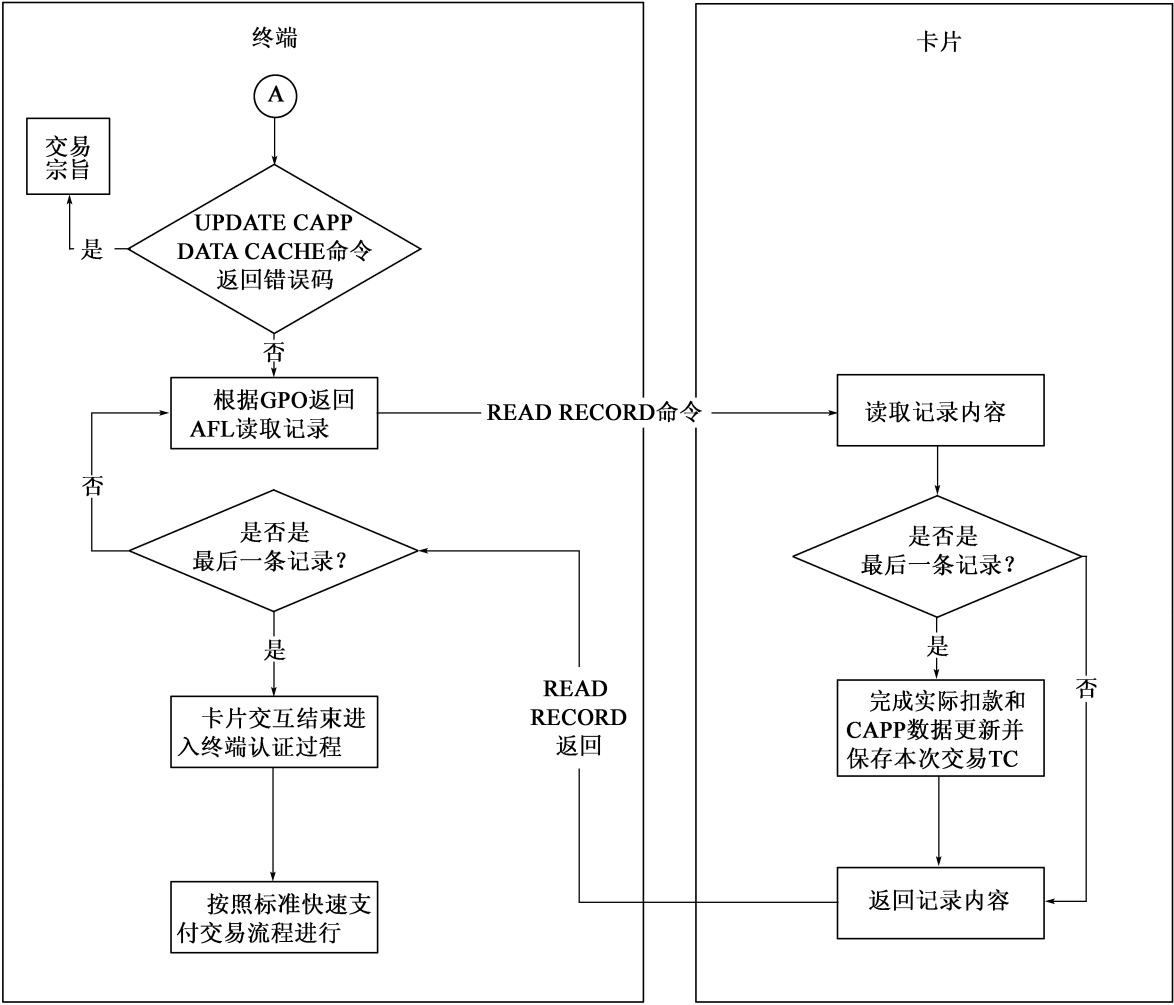 终端
A
交易
宗旨
UPDATE CAPP
DATA CACHE命令
返回错误码
是
否
根据GPO返回
AFL读取记录
否
是否是
最后一条记录?
是
卡片交互结束进
入终端认证过程
按照标准快速支
付交易流程进行
READ RECORD命令
READ
RECORD
返回
卡片
读取记录内容
是否是
最后一条记录?
是
否
完成实际扣款和
CAPP数据更新并
保存本次交易TC
返回记录内容